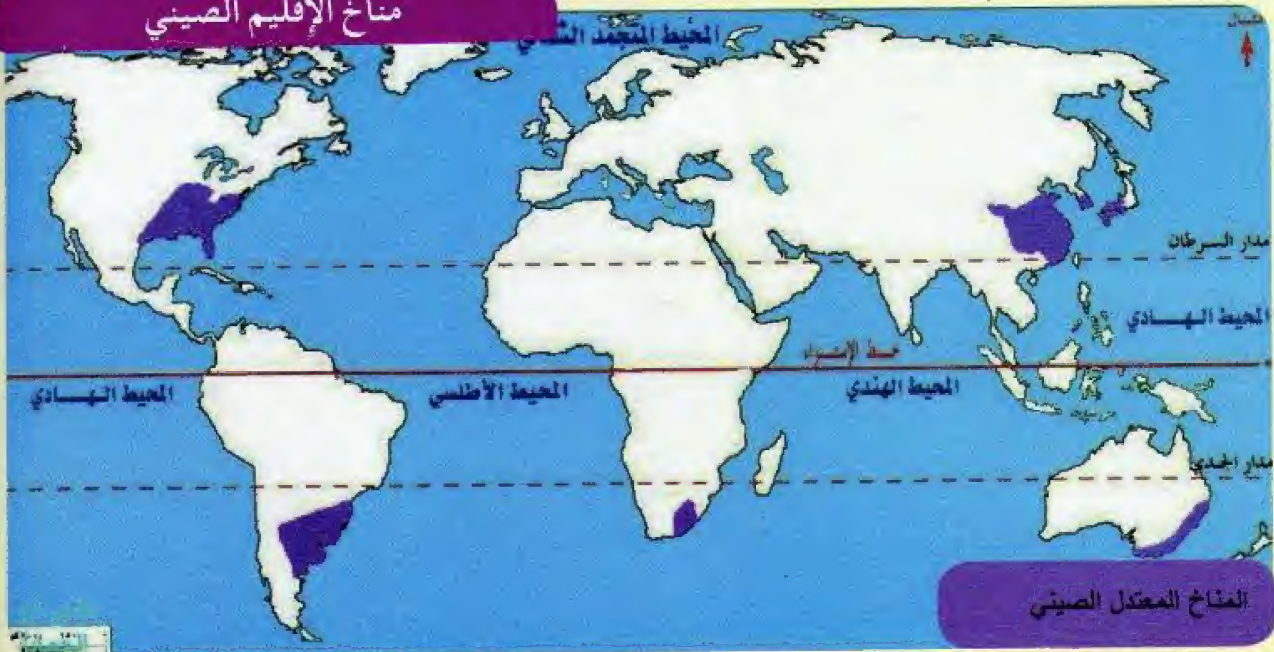 مناخ الإقليم الصيني
المحيط المتجمد الشمالي
شمال
مدار السرطان
المحيط الهادي
خط الإستواء
المحيط الهادي
المحيط الأطلسي
المحيط الهندي
مدار الجدي
المناخ المعتدل الصيني